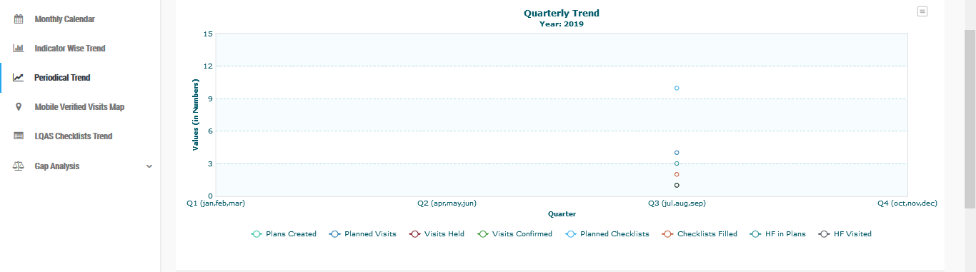 Monthly Calendar
Indicator Wise Trend
Periodical Trend
Mobile Verified Visits Map
LQAS Checklists Trend
Gap Analysis
Quarterly Trend
Year: 2019
Values (in Numbers)
15
12
9
6
3
0
Q1 (jan,feb,mar) Q2 (apr,may,jun) Q3 (jul,aug,sep) Q4 (oct,nov,dec)
Quarter
Plans Created Planned Visits Visits Held Visits Confirmed Planned Checklists Checklists Filled HF in Plans HF Visited